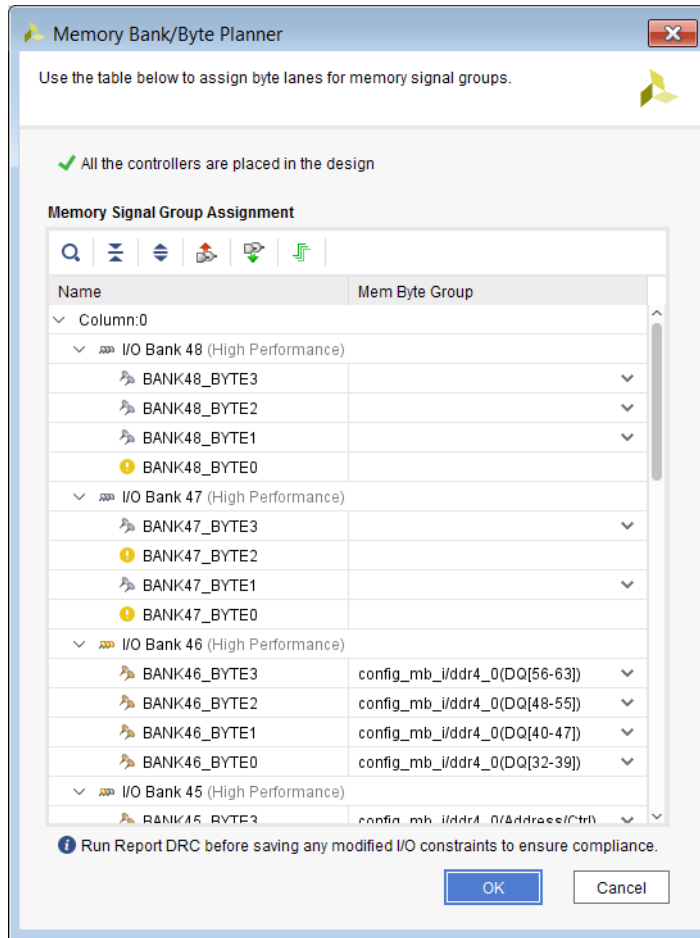 Memory Bank/Byte Planner
Use the table below to assign byte lanes for memory signal groups.
All the controllers are placed in the design
Memory Signal Group Assignment
Name Mem Byte Group
Column:0
I/O Bank 48 (High Performance)
BANK48_BYTE3
BANK48_BYTE2
BANK48_BYTE1
BANK48_BYTE0
I/O Bank 47 (High Performance)
BANK47_BYTE3
BANK47_BYTE2
BANK47_BYTE1
BANK47_BYTE0
I/O Bank 46 (High Performance)
BANK46_BYTE3 config_mb_i/ddr4_0(DQ[56-63])
BANK46_BYTE2 config_mb_i/ddr4_0(DQ[48-55])
BANK46_BYTE1 config_mb_i/ddr4_0(DQ[40-47])
BANK46_BYTE0 config_mb_i/ddr4_0(DQ[32-39])
I/O Bank 45 (High Performance)
BANK45_BYTE3 config_mb_i/ddr4_0(Address/Ctrl)
Run Report DRC before saving any modified I/O constraints to ensure compliance.
OK Cancel